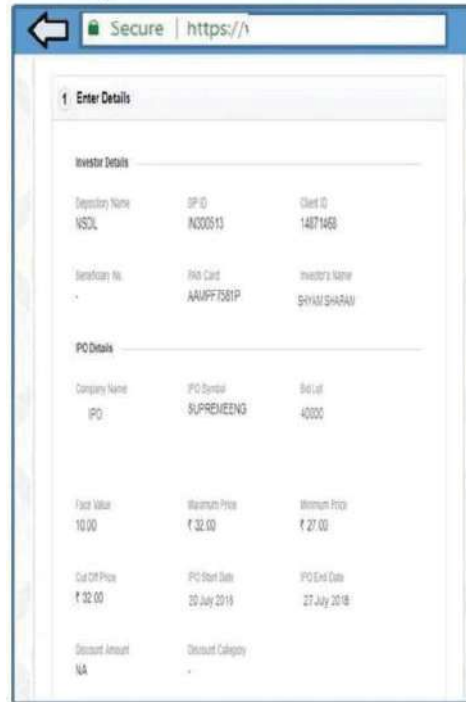 Secure | https://
1 Enter Details
Investor Details
Depository Name DP ID Client ID
NSDL IN300513 14871468
Beneficiary No. PAN Card Investor's Name
- AAMPF7581P SHYAM SHARAM
IPO Details
Company Name IPO Symbol Bid Lot
IPO SUPREMEENG 40000
Face Value Maximum Price Minimum Price
10.00 ₹ 32.00 ₹ 27.00
Cut Off Price IPO Start Date IPO End Date
₹ 32.00 20 July 2018 27 July 2018
Discount Amount Discount Category
NA -